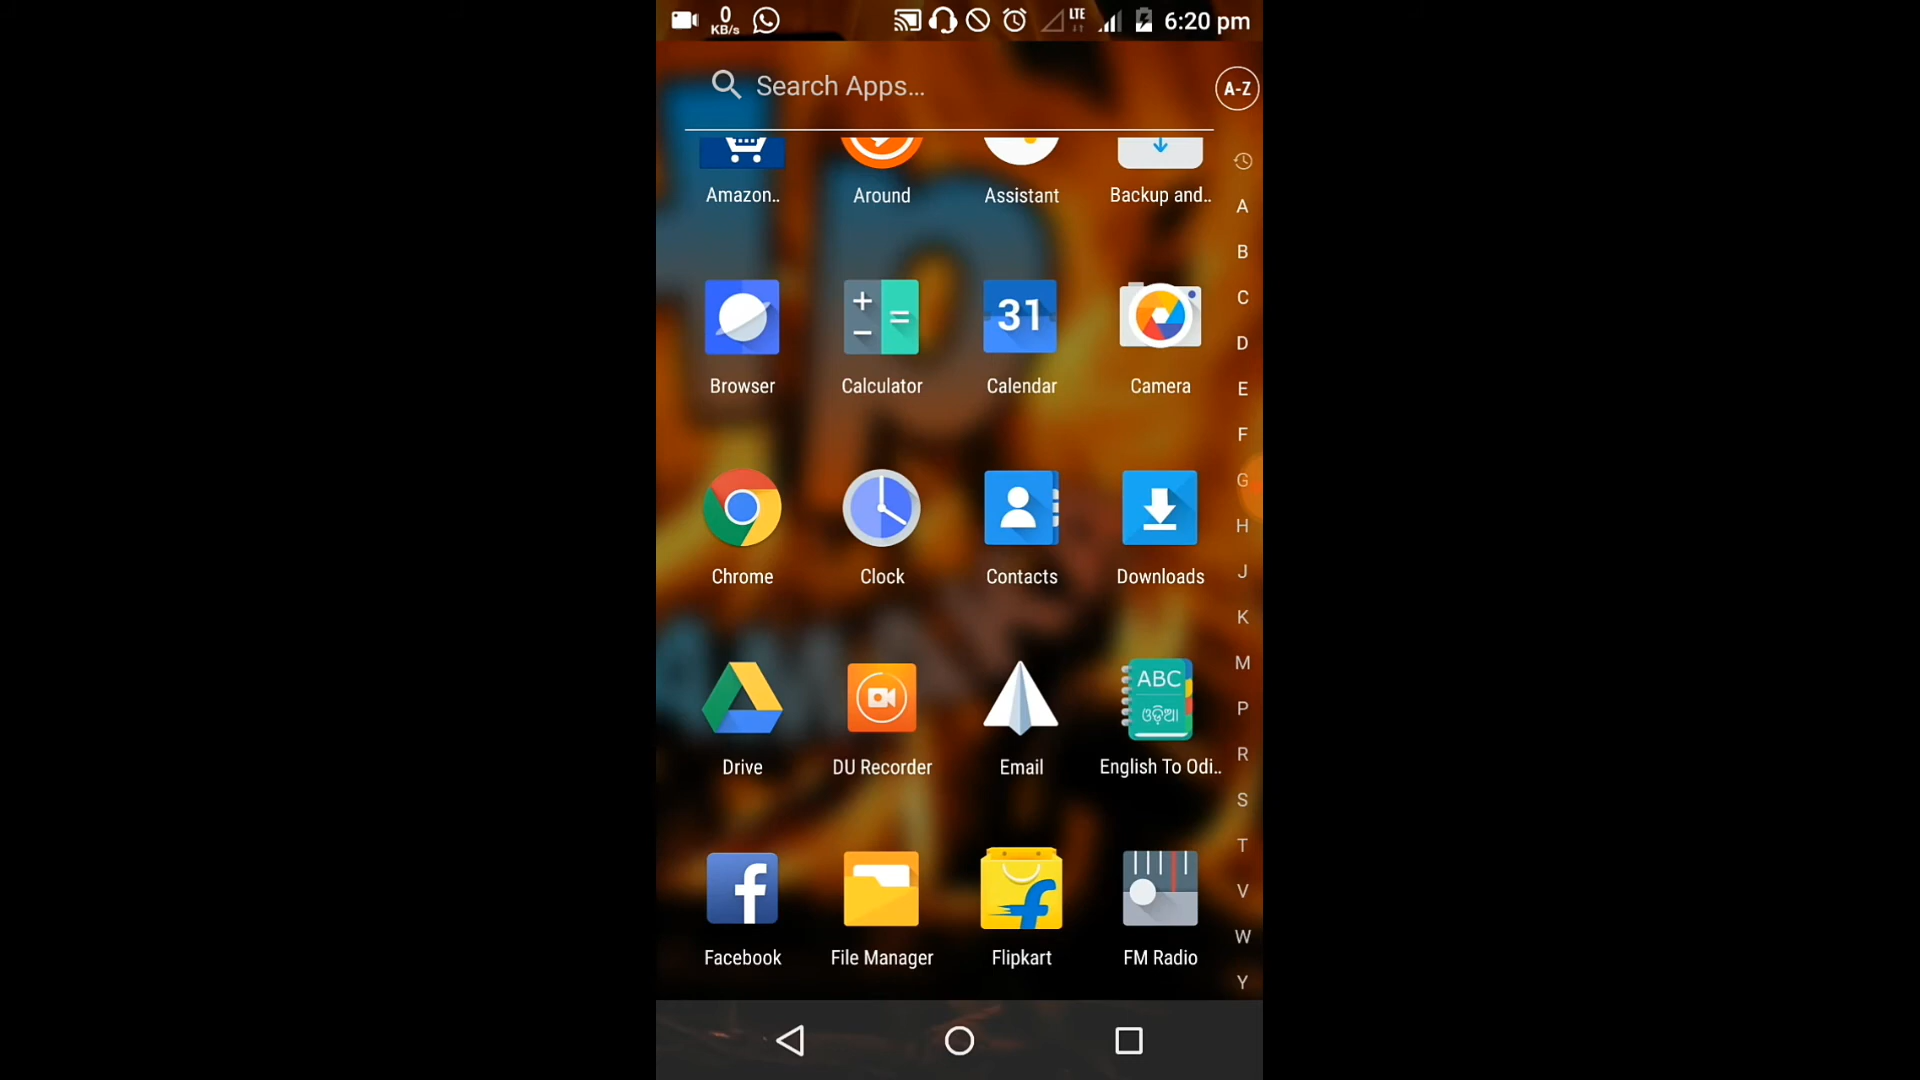 0
KB/s
LTE
6:20 pm
Search Apps...
A-Z
Amazon..
Around
Assistant
Backup and..
A
B
31
Browser
Calculator
Calendar
Camera
C
D
E
F
G
H
Chrome
Clock
Contacts
Downloads
J
K
M
ABC
ଓଡ଼ିଆ
P
R
Drive
DU Recorder
Email
English To Odi..
S
T
V
W
Facebook
File Manager
Flipkart
FM Radio
Y